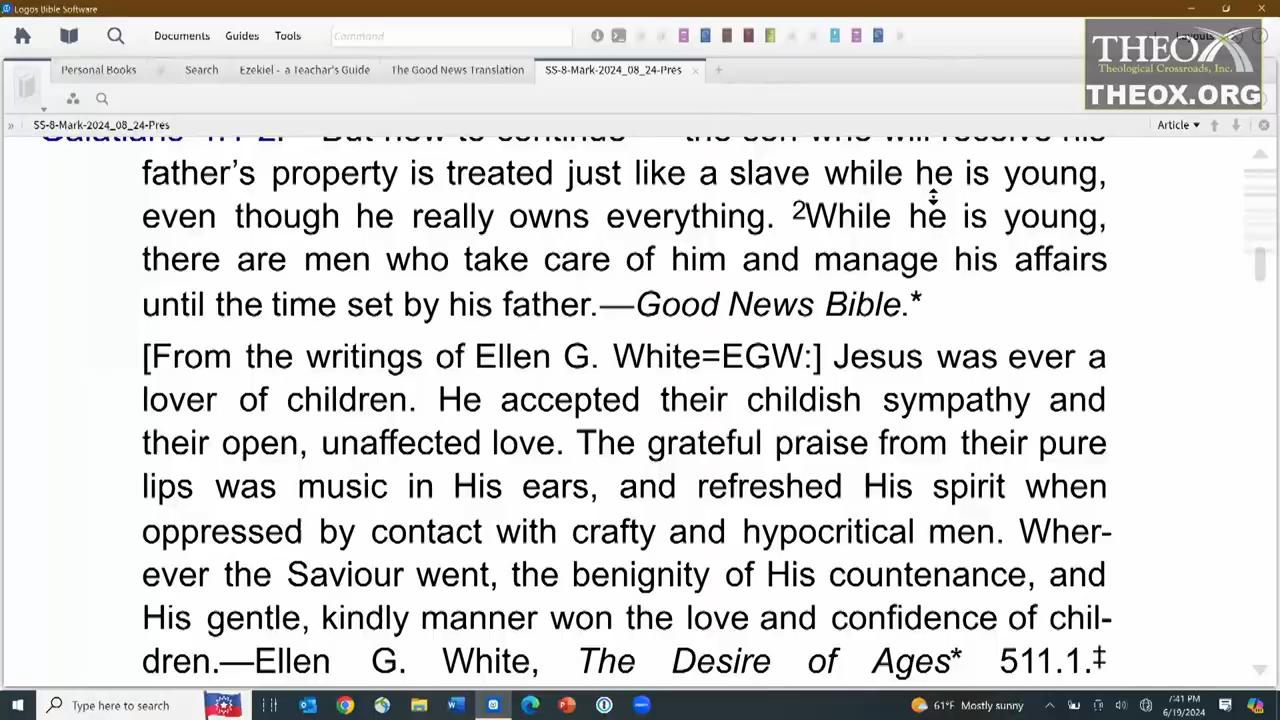 Logos Bible Software
Documents Guides Tools Command
THEOX
Theological Crossroads, Inc.
THEOX.ORG
Personal Books Search Ezekiel - a Teacher's Guide SS-8-Mark-2024_08_24-Pres
SS-8-Mark-2024_08_24-Pres Article
father's property is treated just like a slave while he is young,
even though he really owns everything. 2While he is young,
there are men who take care of him and manage his affairs
until the time set by his father.—Good News Bible.*
[From the writings of Ellen G. White=EGW:] Jesus was ever a
lover of children. He accepted their childish sympathy and
their open, unaffected love. The grateful praise from their pure
lips was music in His ears, and refreshed His spirit when
oppressed by contact with crafty and hypocritical men. Wher-
ever the Saviour went, the benignity of His countenance, and
His gentle, kindly manner won the love and confidence of chil-
dren.—Ellen G. White, The Desire of Ages* 511.1.‡
Type here to search 61°F Mostly sunny 7:41 PM
6/19/2024